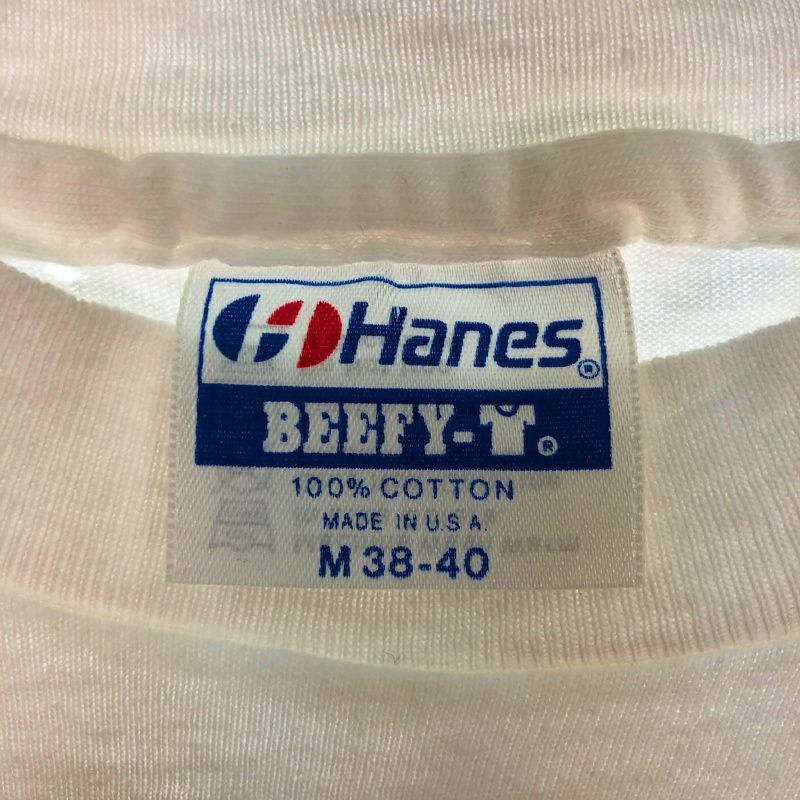 Hanes®
BEEFY-T®
100% COTTON
MADE IN U.S.A.
M 38-40